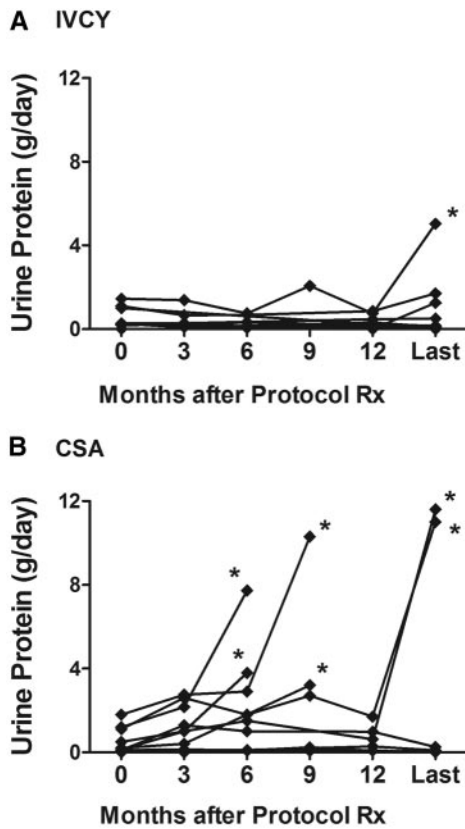 A IVCY
12
8
4
0
Urine Protein (g/day)
*
0 3 6 9 12 Last
Months after Protocol Rx
B CSA
12
8
4
0
Urine Protein (g/day)
*
*
*
*
*
*
0 3 6 9 12 Last
Months after Protocol Rx